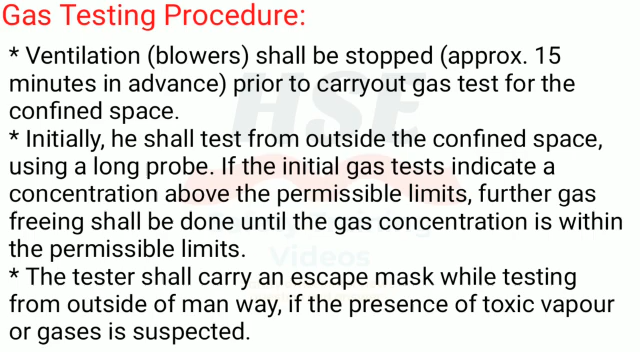 Gas Testing Procedure:
* Ventilation (blowers) shall be stopped (approx. 15
minutes in advance) prior to carryout gas test for the
confined space.
* Initially, he shall test from outside the confined space,
using a long probe. If the initial gas tests indicate a
concentration above the permissible limits, further gas
freeing shall be done until the gas concentration is within
the permissible limits.
* The tester shall carry an escape mask while testing
from outside of man way, if the presence of toxic vapour
or gases is suspected.
HSE
Videos